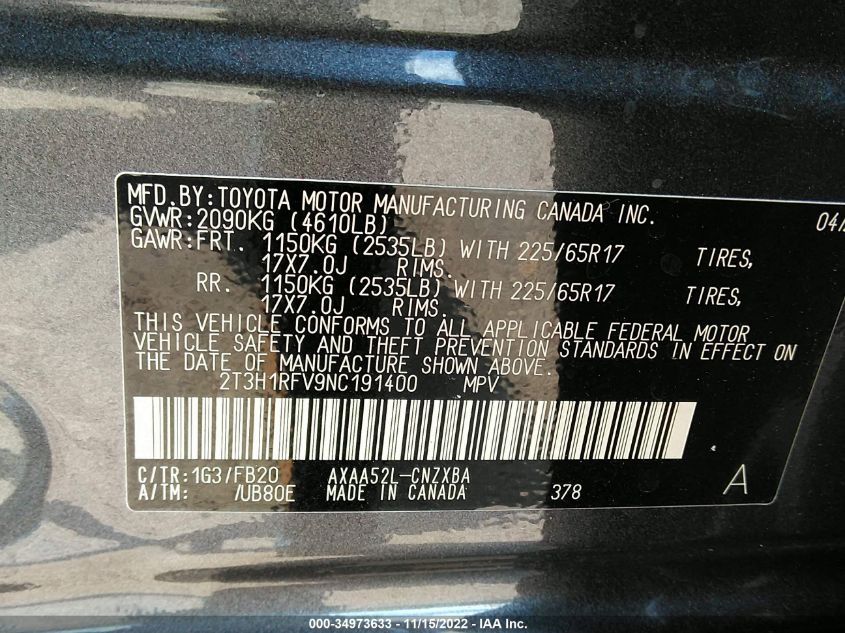 MFD. BY: TOYOTA MOTOR MANUFACTURING CANADA INC. 04/
GVWR: 2090KG (4610LB)
GAWR: FRT. 1150KG (2535LB) WITH 225/65R17 TIRES,
17X7.0J RIMS.
RR. 1150KG (2535LB) WITH 225/65R17 TIRES,
17X7.0J RIMS.
THIS VEHICLE CONFORMS TO ALL APPLICABLE FEDERAL MOTOR
VEHICLE SAFETY AND THEFT PREVENTION STANDARDS IN EFFECT ON
THE DATE OF MANUFACTURE SHOWN ABOVE.
2T3H1RFV9NC191400 MPV
C/TR: 1G3/FB20 AXAA52L-CNZXBA
A/TM: /UB80E MADE IN CANADA 378 A
000-34973633 - 11/15/2022 - IAA Inc.